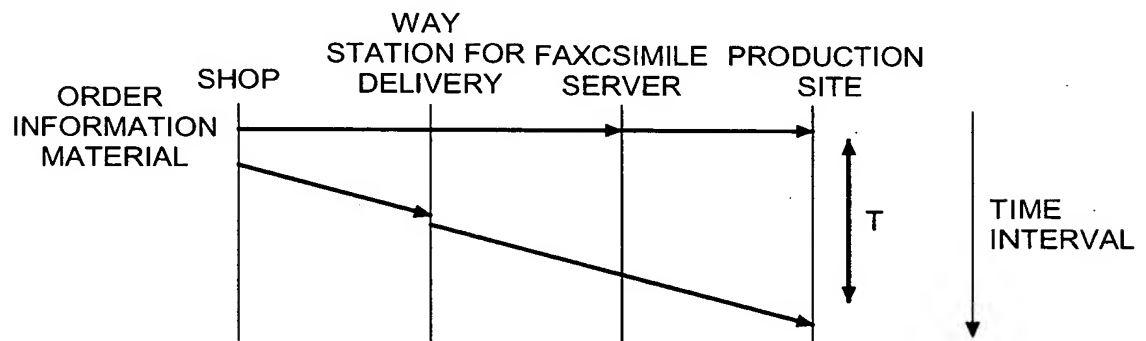 ORDER
INFORMATION
MATERIAL
SHOP
WAY
STATION FOR
DELIVERY
FAXCSIMILE
SERVER
PRODUCTION
SITE
T
TIME
INTERVAL